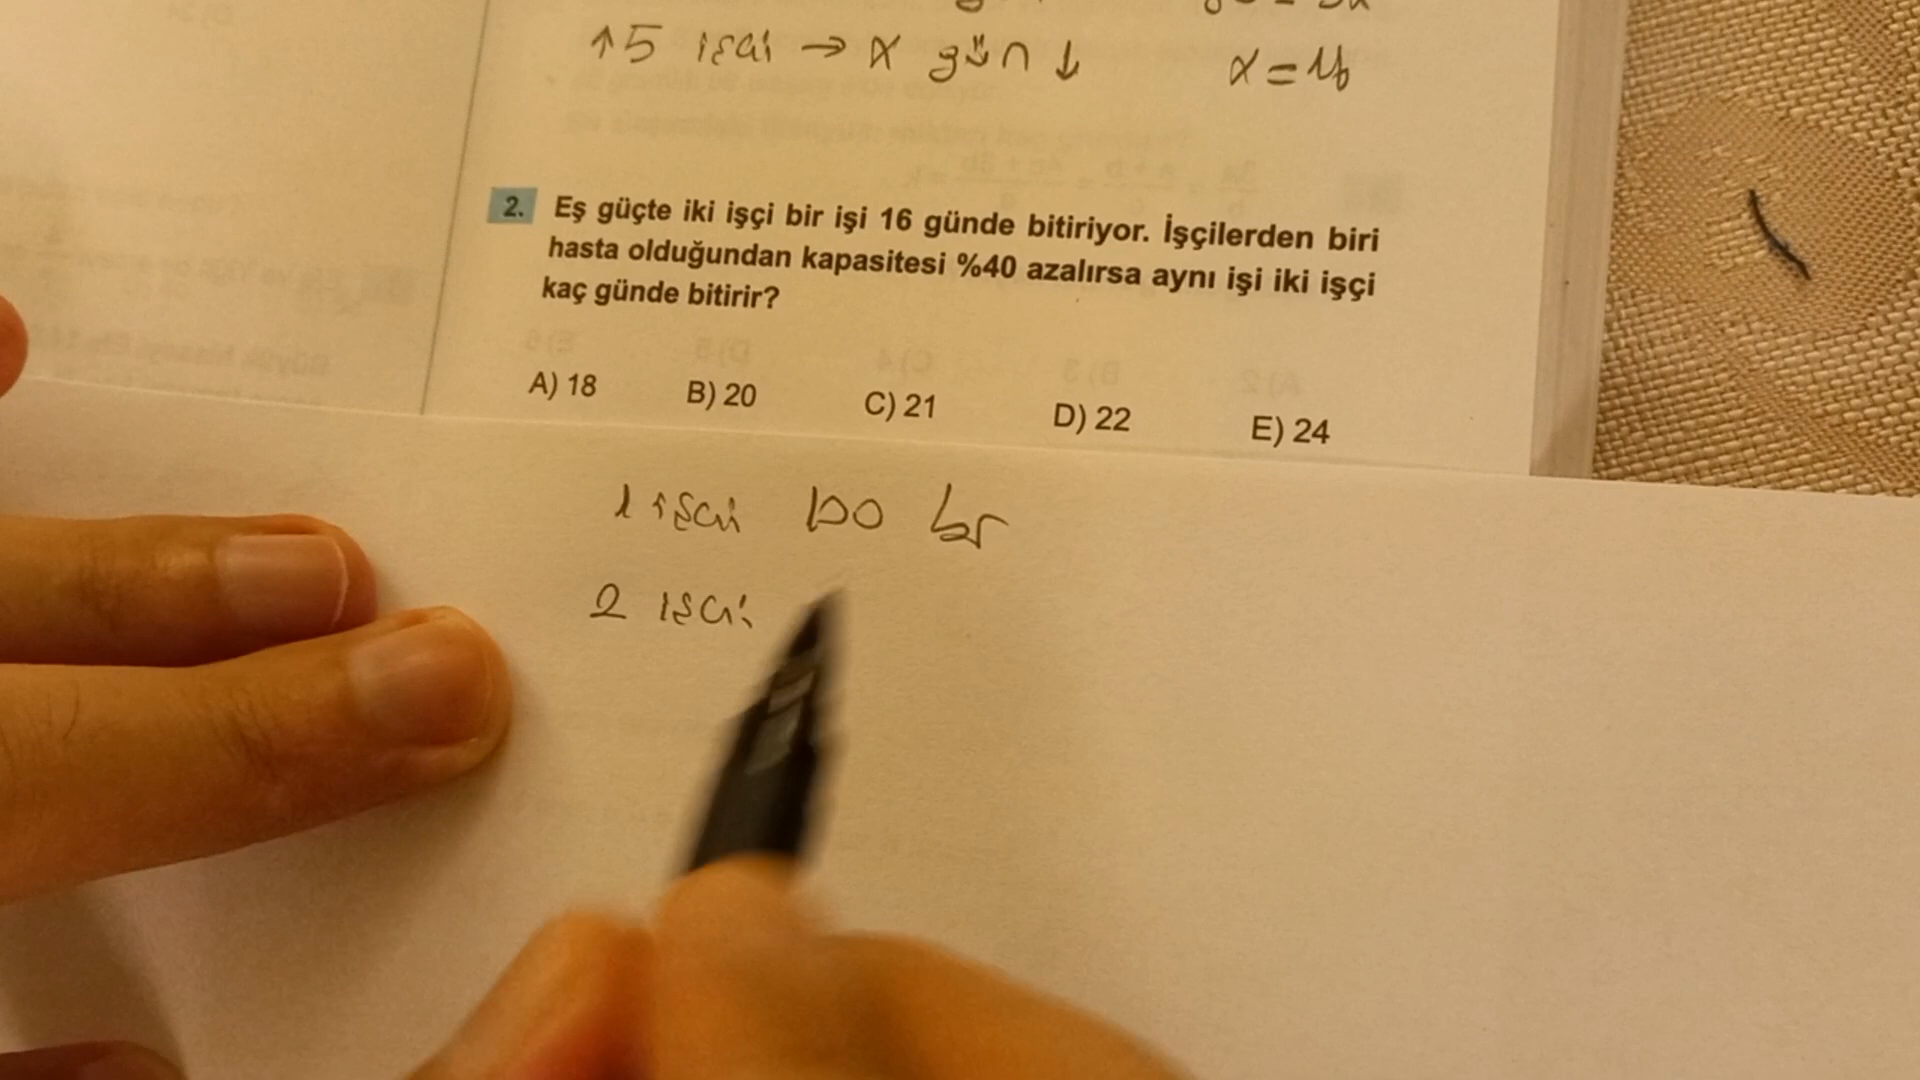 ↑5 işçi → x gün ↓
x = 16
2. Eş güçte iki işçi bir işi 16 günde bitiriyor. İşçilerden biri
hasta olduğundan kapasitesi %40 azalırsa aynı işi iki işçi
kaç günde bitirir?
A) 18 B) 20 C) 21 D) 22 E) 24
1 işçi 100 br
2 işçi